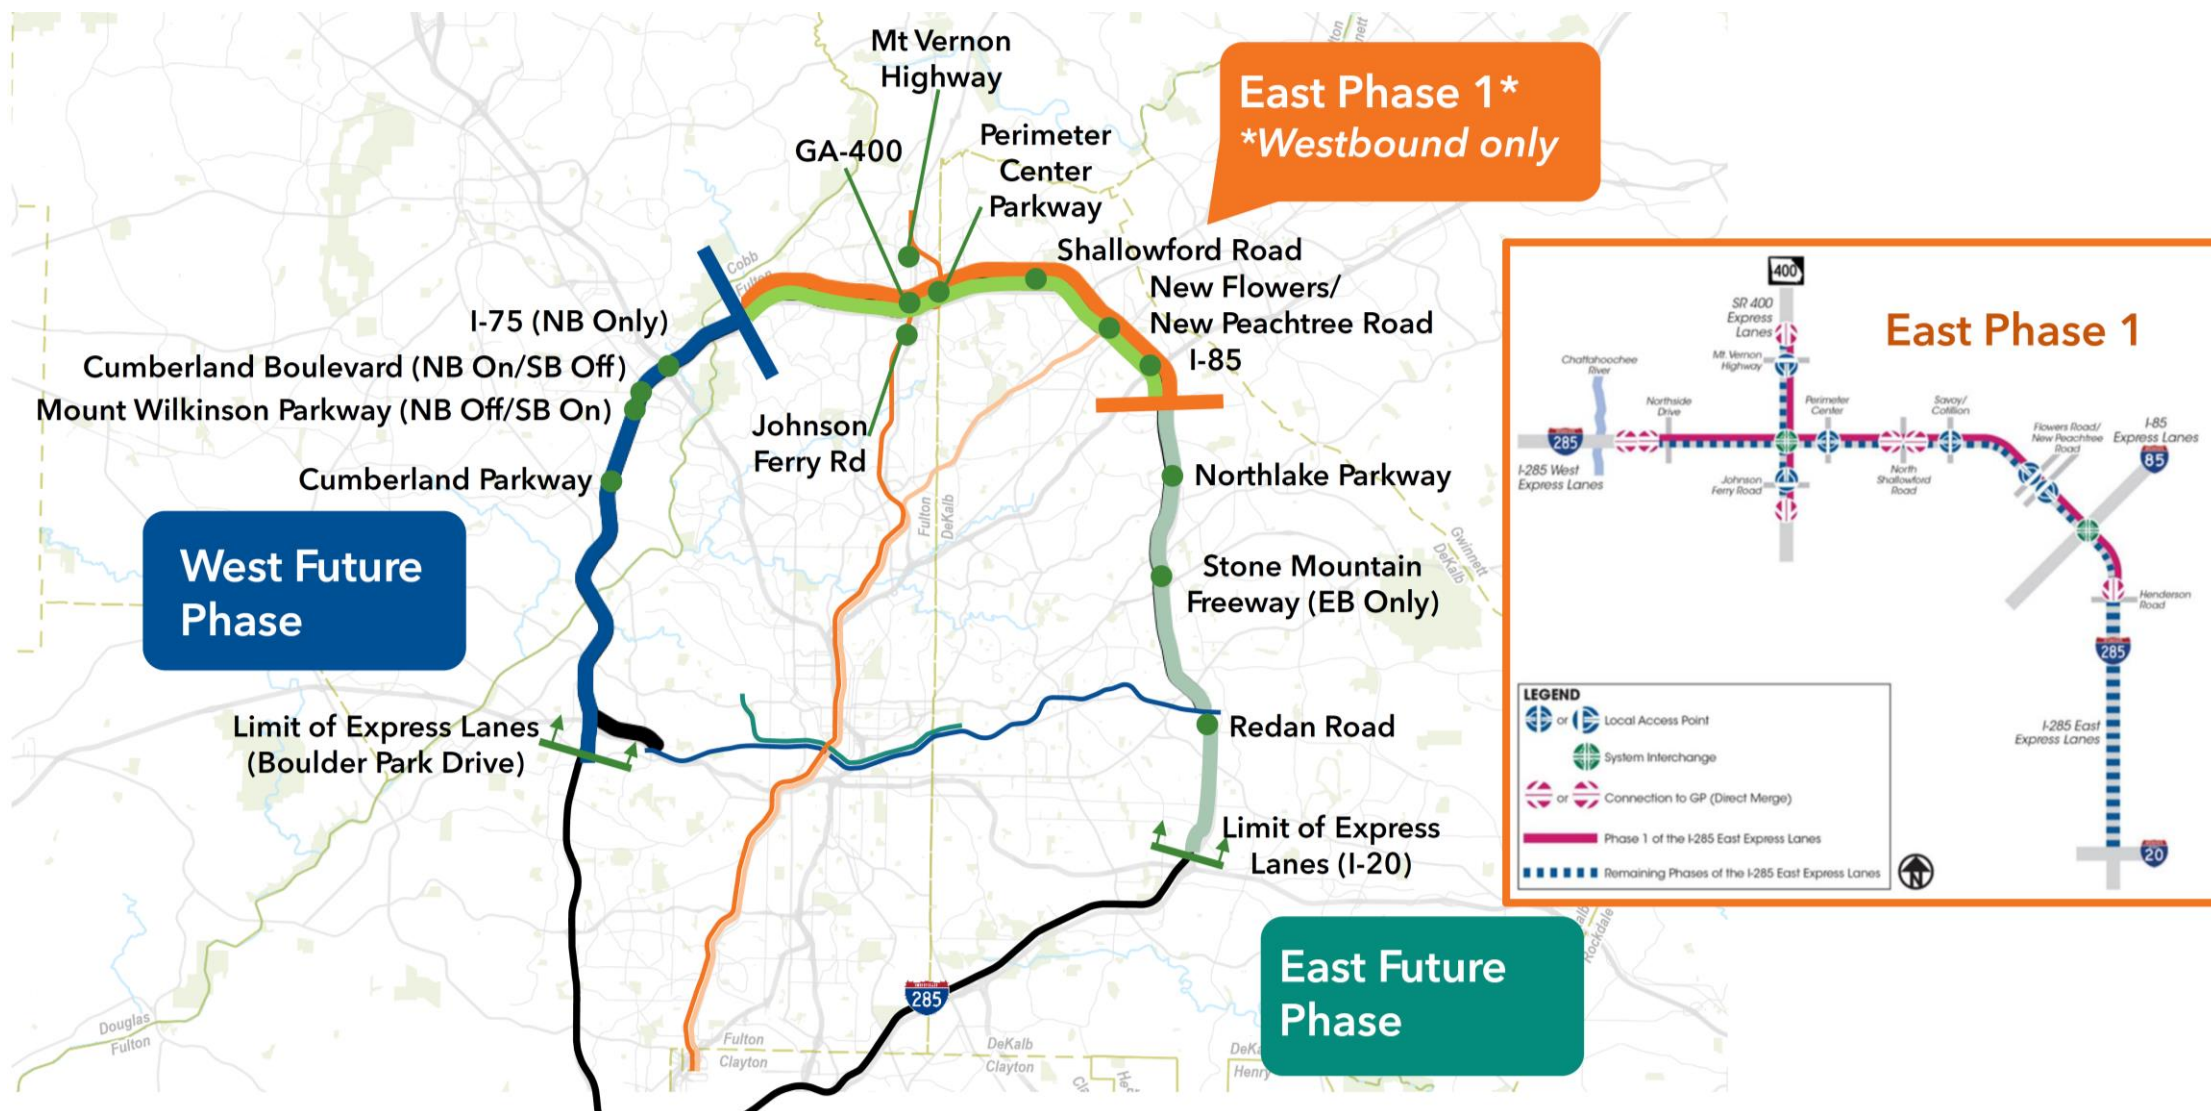 Mt Vernon
Highway
GA-400
Perimeter
Center
Parkway
East Phase 1*
*Westbound only
Shallowford Road
New Flowers/
New Peachtree Road
I-85
Cobb
Fulton
I-75 (NB Only)
Cumberland Boulevard (NB On/SB Off)
Mount Wilkinson Parkway (NB Off/SB On)
Johnson
Ferry Rd
Cumberland Parkway
Northlake Parkway
Fulton
DeKalb
Gwinnett
DeKalb
West Future
Phase
Stone Mountain
Freeway (EB Only)
Limit of Express Lanes
(Boulder Park Drive)
Redan Road
Limit of Express
Lanes (I-20)
285
East Future
Phase
Douglas
Fulton
Fulton
Clayton
DeKalb
Clayton
Henry
Rockdale
400
SR 400
Express
Lanes
East Phase 1
Mt. Vernon
Highway
Chattahoochee
River
Northside
Drive
Perimeter
Center
Savoy/
Cotillion
Flowers Road/
New Peachtree
Road
I-85
Express Lanes
85
285
I-285 West
Express Lanes
Johnson
Ferry Road
North
Shallowford
Road
Henderson
Road
285
I-285 East
Express Lanes
20
LEGEND
or
Local Access Point
System Interchange
or
Connection to GP (Direct Merge)
Phase 1 of the I-285 East Express Lanes
Remaining Phases of the I-285 East Express Lanes
N